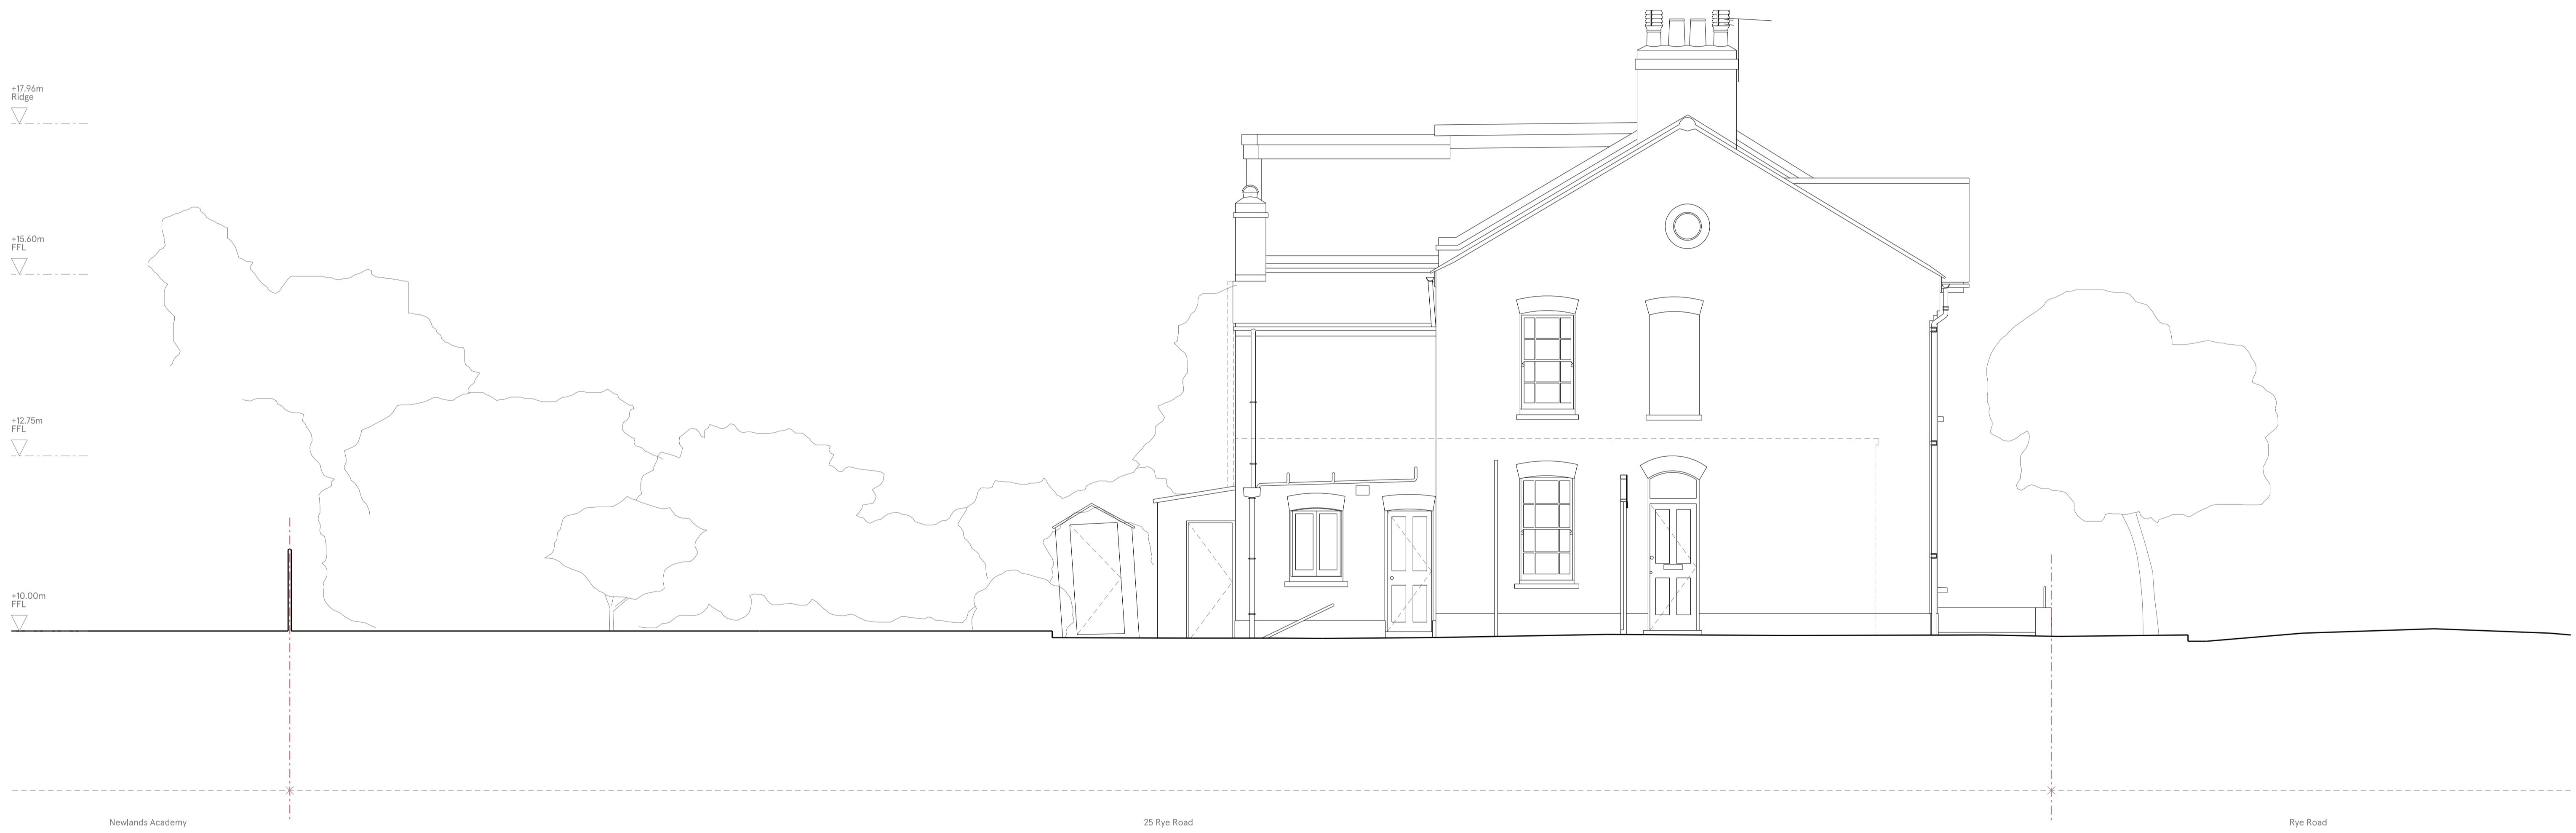 +17.96m
Ridge
+15.60m
FFL
+12.75m
FFL
+10.00m
FFL
Newlands Academy
25 Rye Road
Rye Road